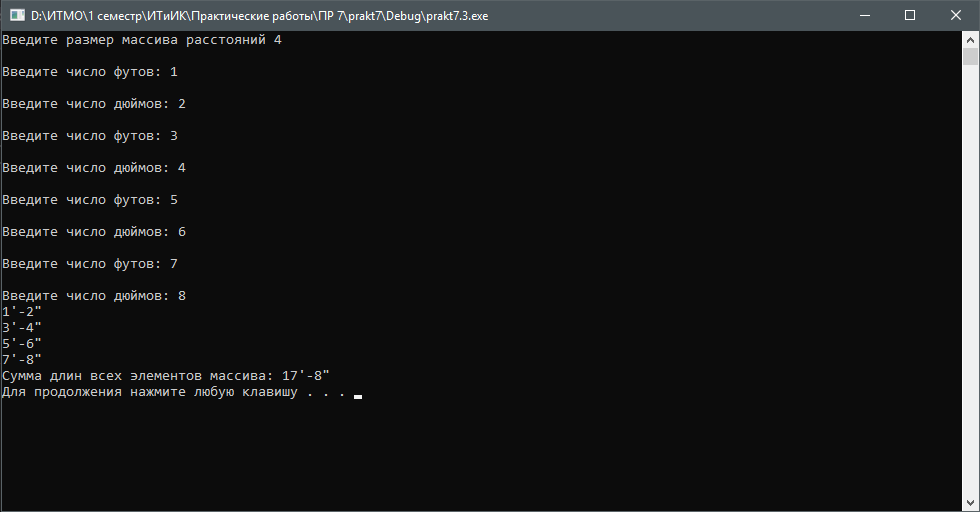 D:\ИТМО\1 семестр\ИТиИК\Практические работы\ПР 7\prakt7\Debug\prakt7.3.exe
Введите размер массива расстояний 4
Введите число футов: 1
Введите число дюймов: 2
Введите число футов: 3
Введите число дюймов: 4
Введите число футов: 5
Введите число дюймов: 6
Введите число футов: 7
Введите число дюймов: 8
1'-2"
3'-4"
5'-6"
7'-8"
Сумма длин всех элементов массива: 17'-8"
Для продолжения нажмите любую клавишу . . .